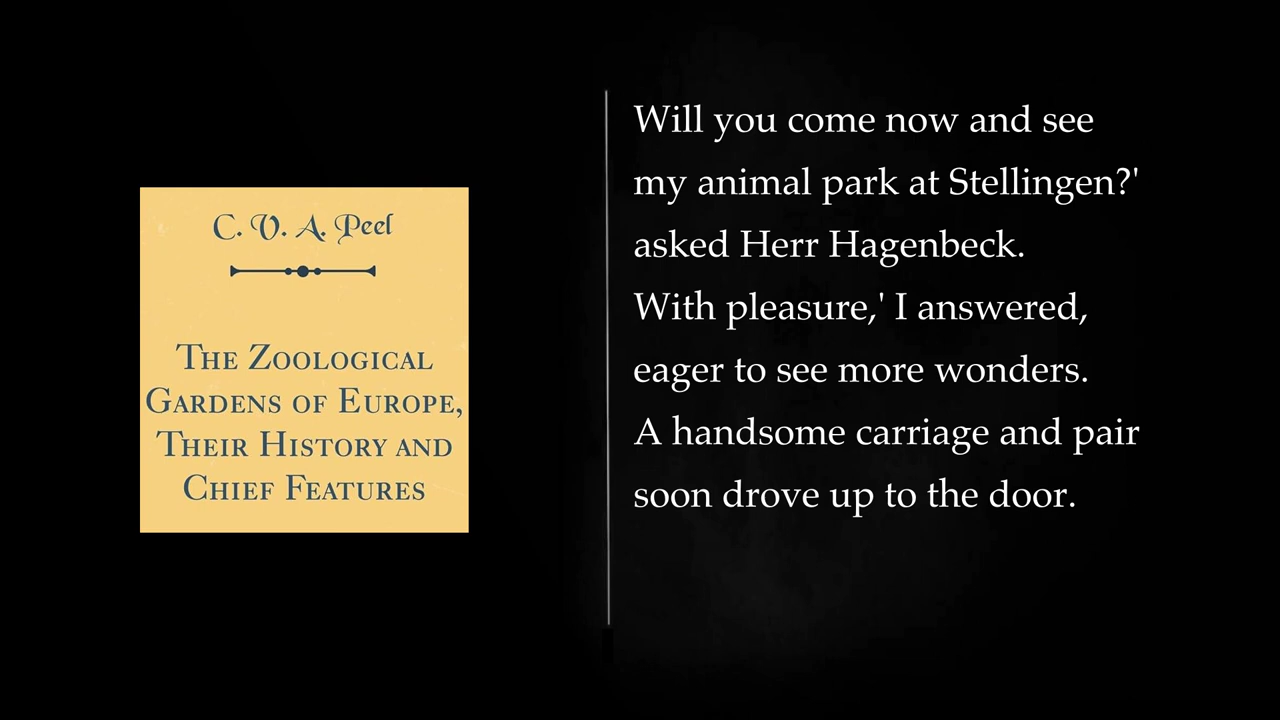 C. V. A. Peel
The Zoological
Gardens of Europe,
Their History and
Chief Features
Will you come now and see
my animal park at Stellingen?'
asked Herr Hagenbeck.
With pleasure,' I answered,
eager to see more wonders.
A handsome carriage and pair
soon drove up to the door.